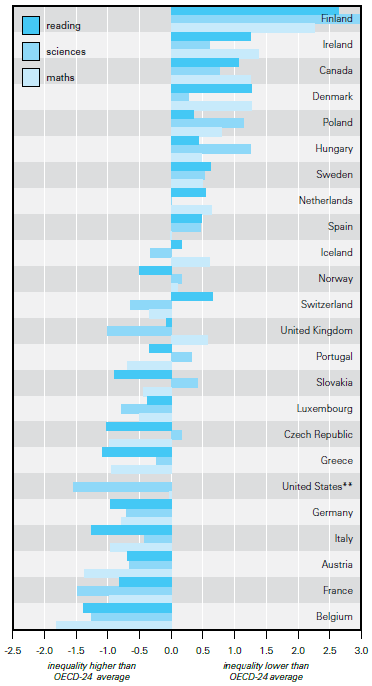 reading
sciences
maths
Finland
Ireland
Canada
Denmark
Poland
Hungary
Sweden
Netherlands
Spain
Iceland
Norway
Switzerland
United Kingdom
Portugal
Slovakia
Luxembourg
Czech Republic
Greece
United States**
Germany
Italy
Austria
France
Belgium
-2.5 -2.0 -1.5 -1.0 -0.5 0.0 0.5 1.0 1.5 2.0 2.5 3.0
inequality higher than inequality lower than
OECD-24 average OECD-24 average